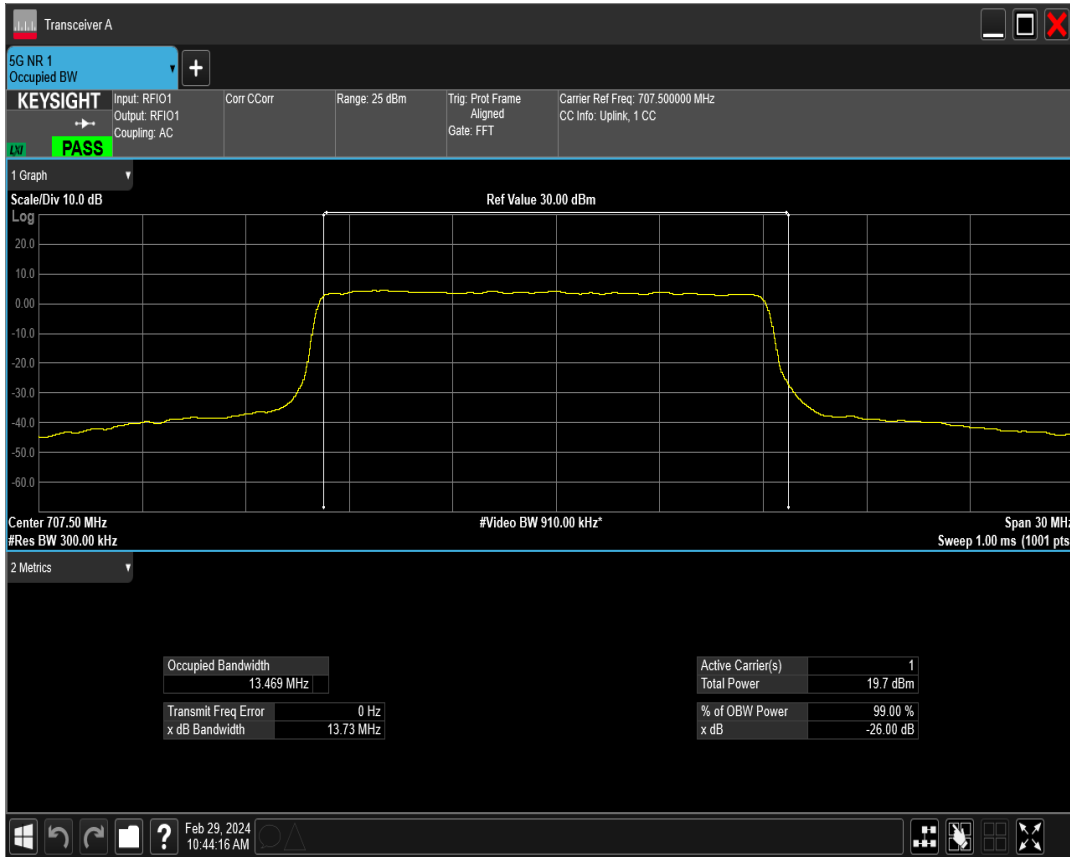 Transceiver A
5G NR 1
Occupied BW
KEYSIGHT
LXI
PASS
Input: RFIO1
Output: RFIO1
Coupling: AC
Corr CCorr
Range: 25 dBm
Trig: Prot Frame
Aligned
Gate: FFT
Carrier Ref Freq: 707.500000 MHz
CC Info: Uplink, 1 CC
1 Graph
Scale/Div 10.0 dB
Ref Value 30.00 dBm
Log
20.0
10.0
0.00
-10.0
-20.0
-30.0
-40.0
-50.0
-60.0
Center 707.50 MHz
#Video BW 910.00 kHz*
Span 30 MHz
#Res BW 300.00 kHz
Sweep 1.00 ms (1001 pts
2 Metrics
Occupied Bandwidth
13.469 MHz
Transmit Freq Error 0 Hz
x dB Bandwidth 13.73 MHz
Active Carrier(s) 1
Total Power 19.7 dBm
% of OBW Power 99.00 %
x dB -26.00 dB
?
Feb 29, 2024
10:44:16 AM